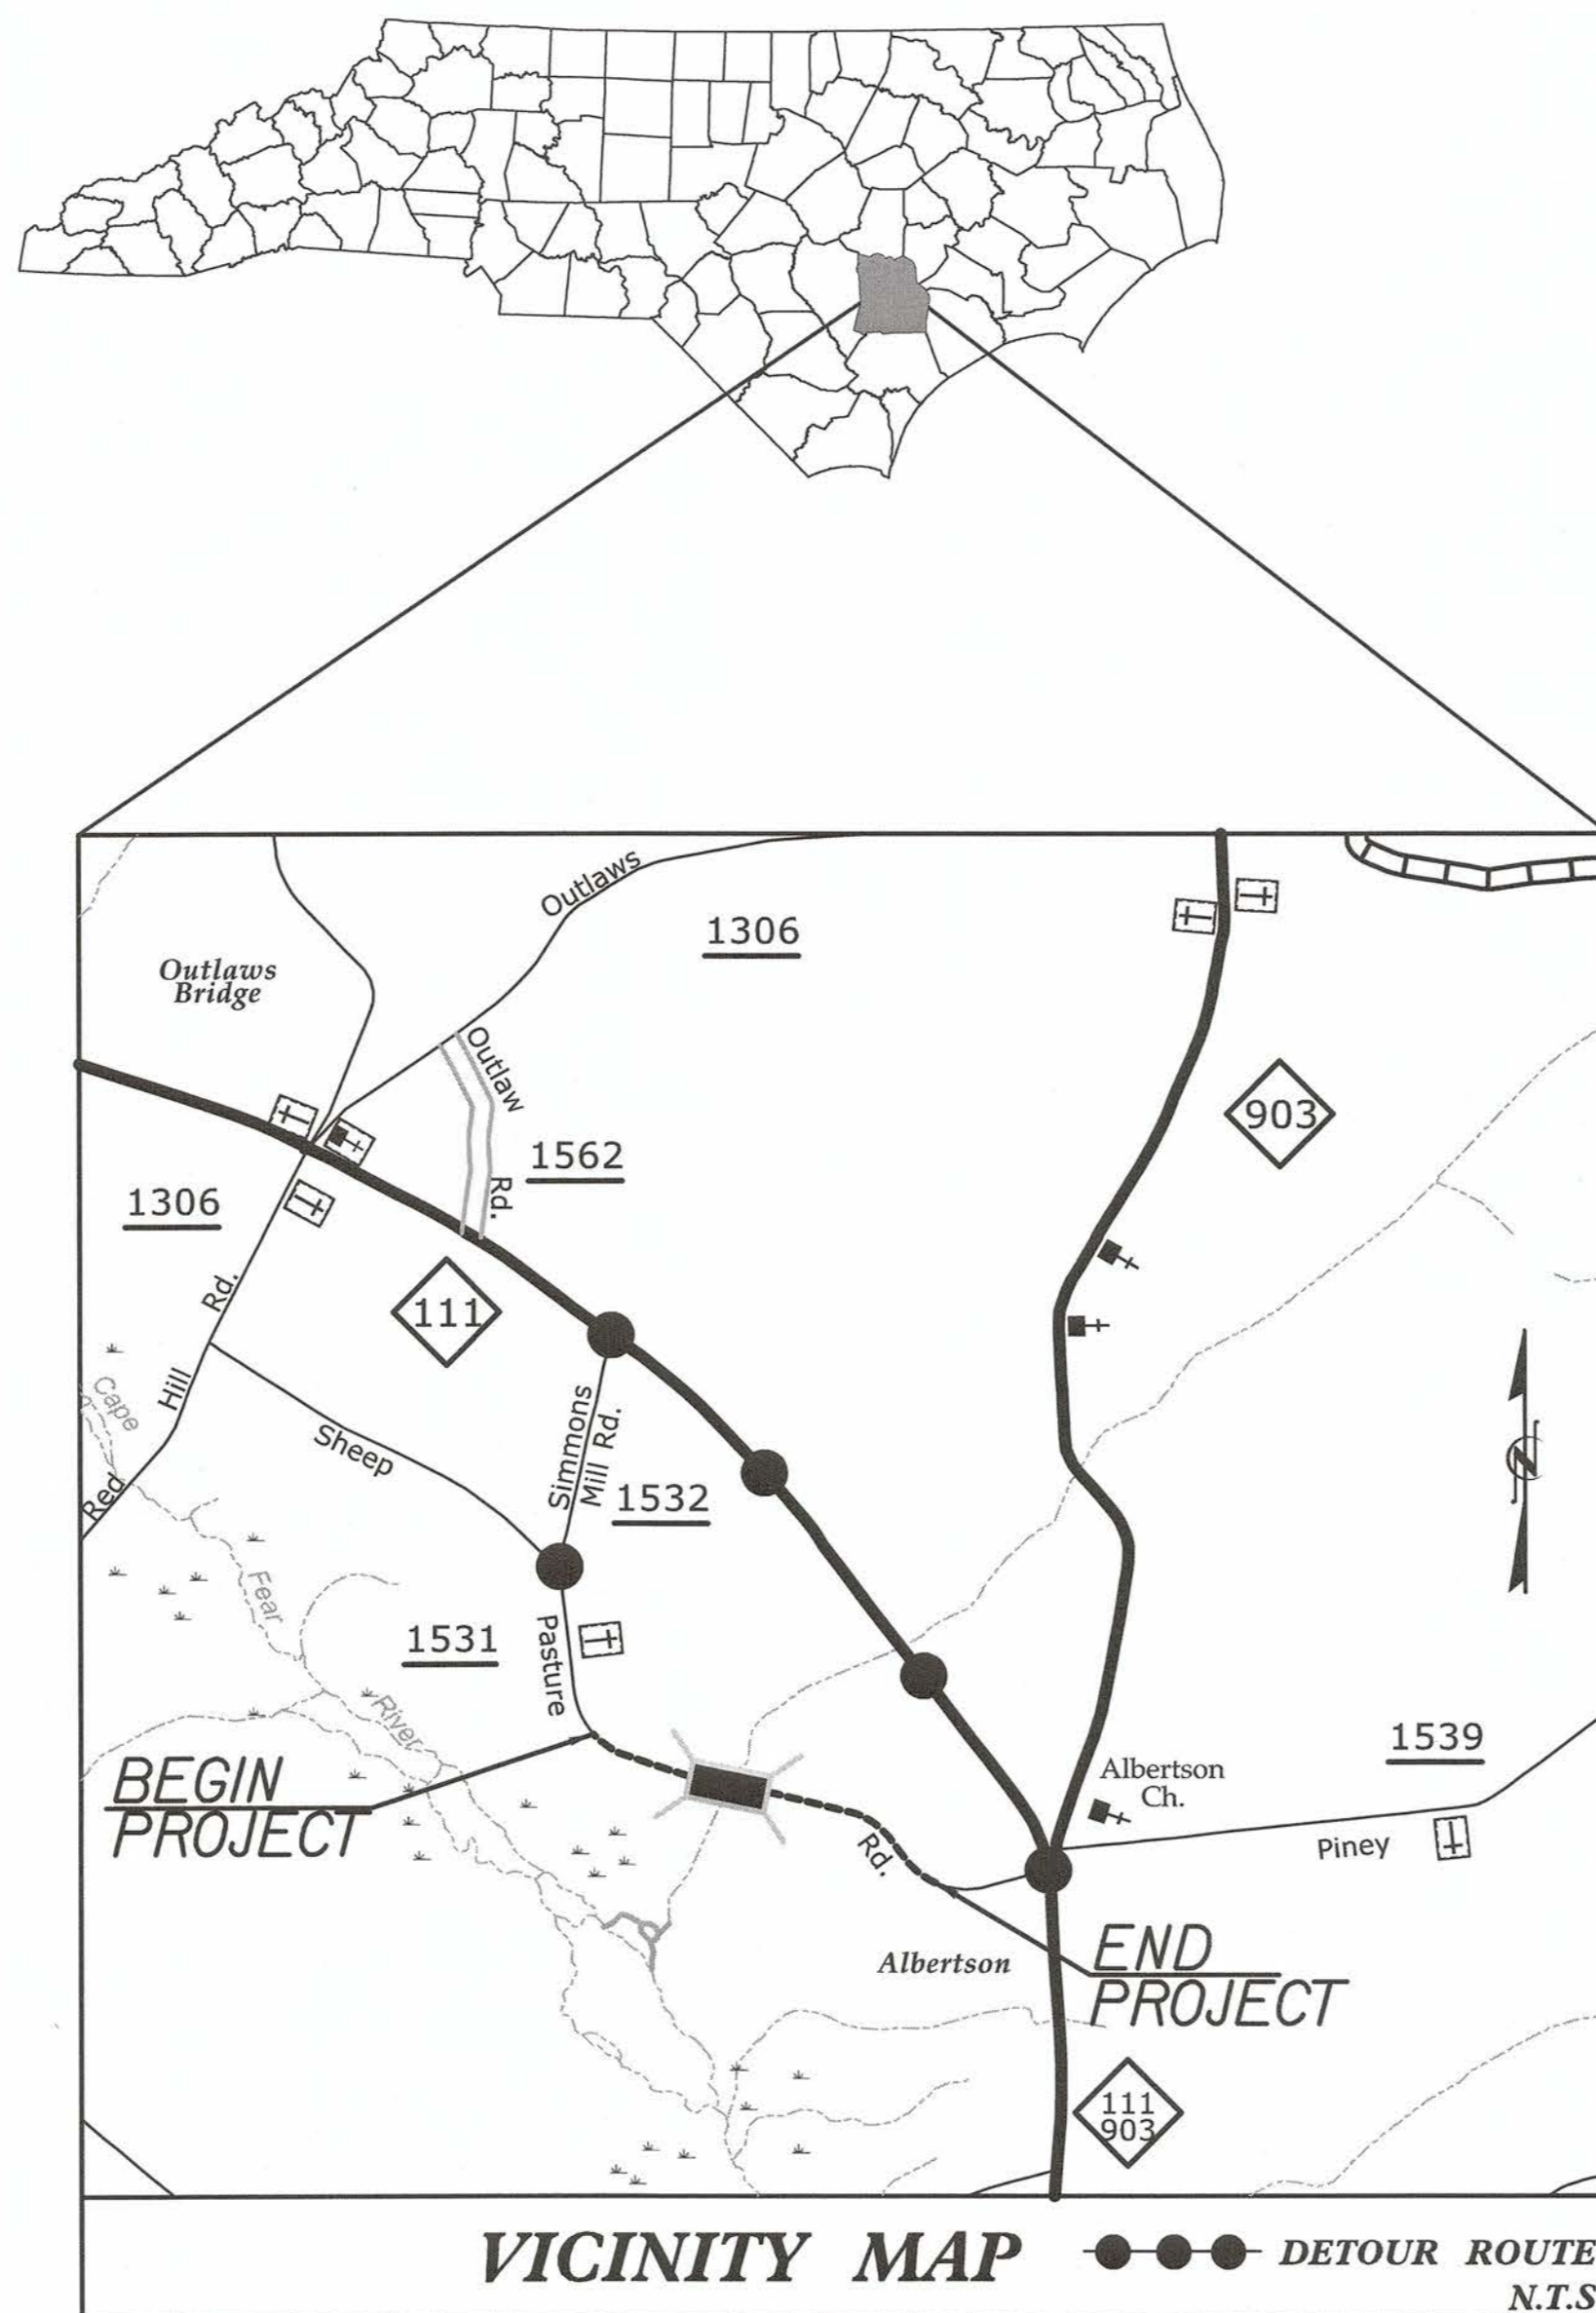 Outlaws
1306
Outlaws
Bridge
Outlaw
Rd.
1562
903
1306
111
Rd.
Hill
Red
Cape
Sheep
Simmons
Mill Rd.
1532
Fear
1531
Pasture
River
1539
BEGIN
PROJECT
Albertson
Ch.
Rd.
Piney
Albertson
END
PROJECT
111
903
N
VICINITY MAP
DETOUR ROUTE
N.T.S